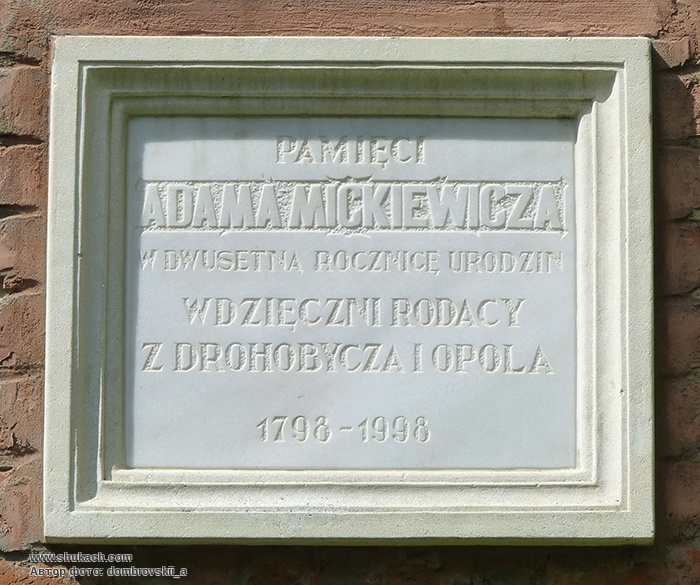 PAMIĘCI
ADAMA MICKIEWICZA
W DWUSETNĄ ROCZNICĘ URODZIN
WDZIĘCZNI RODACY
Z DROHOBYCZA I OPOLA
1798-1998
www.shukach.com
Автор фото: dombrovskii_a